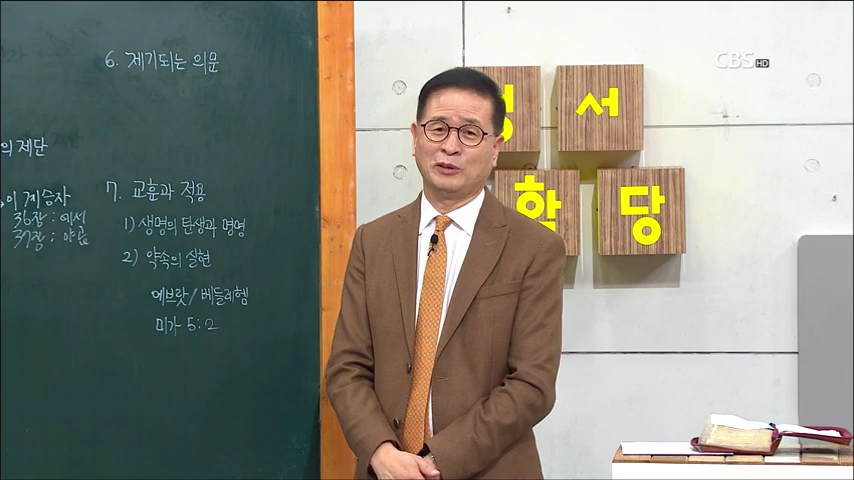 6. 제기되는 의문
의 제단
의 계승자
36장 : 에서
37장 : 야곱
7. 교훈과 적용
1) 생명의 탄생과 명명
2) 약속의 실현
에브랏/베들레헴
미가 5:2
성서
학당
CBS HD